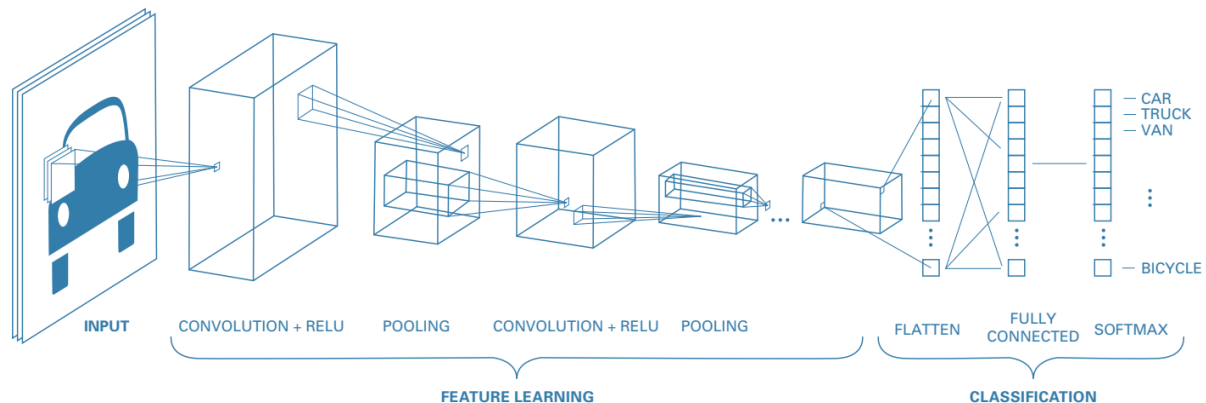 CAR
TRUCK
VAN
BICYCLE
INPUT
CONVOLUTION + RELU
POOLING
CONVOLUTION + RELU
POOLING
FLATTEN
FULLY
CONNECTED
SOFTMAX
FEATURE LEARNING
CLASSIFICATION